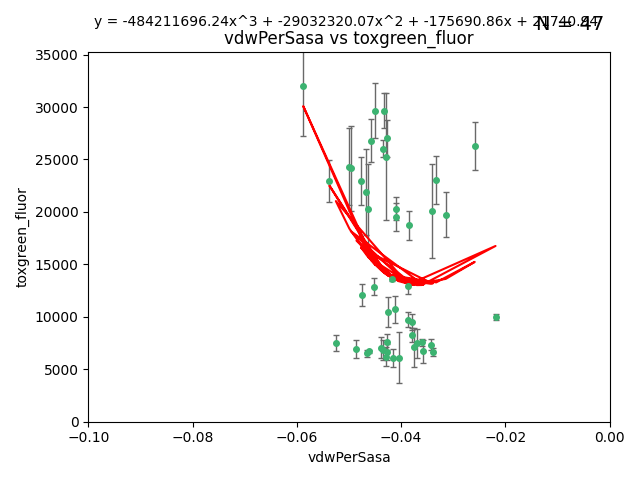 y = -484211696.24x^3 + -29032320.07x^2 + -175690.86x +
N = 47
vdwPerSasa vs toxgreen_fluor
35000
30000
25000
20000
15000
10000
5000
0
toxgreen_fluor
−0.10
−0.08
−0.06
−0.04
−0.02
0.00
vdwPerSasa